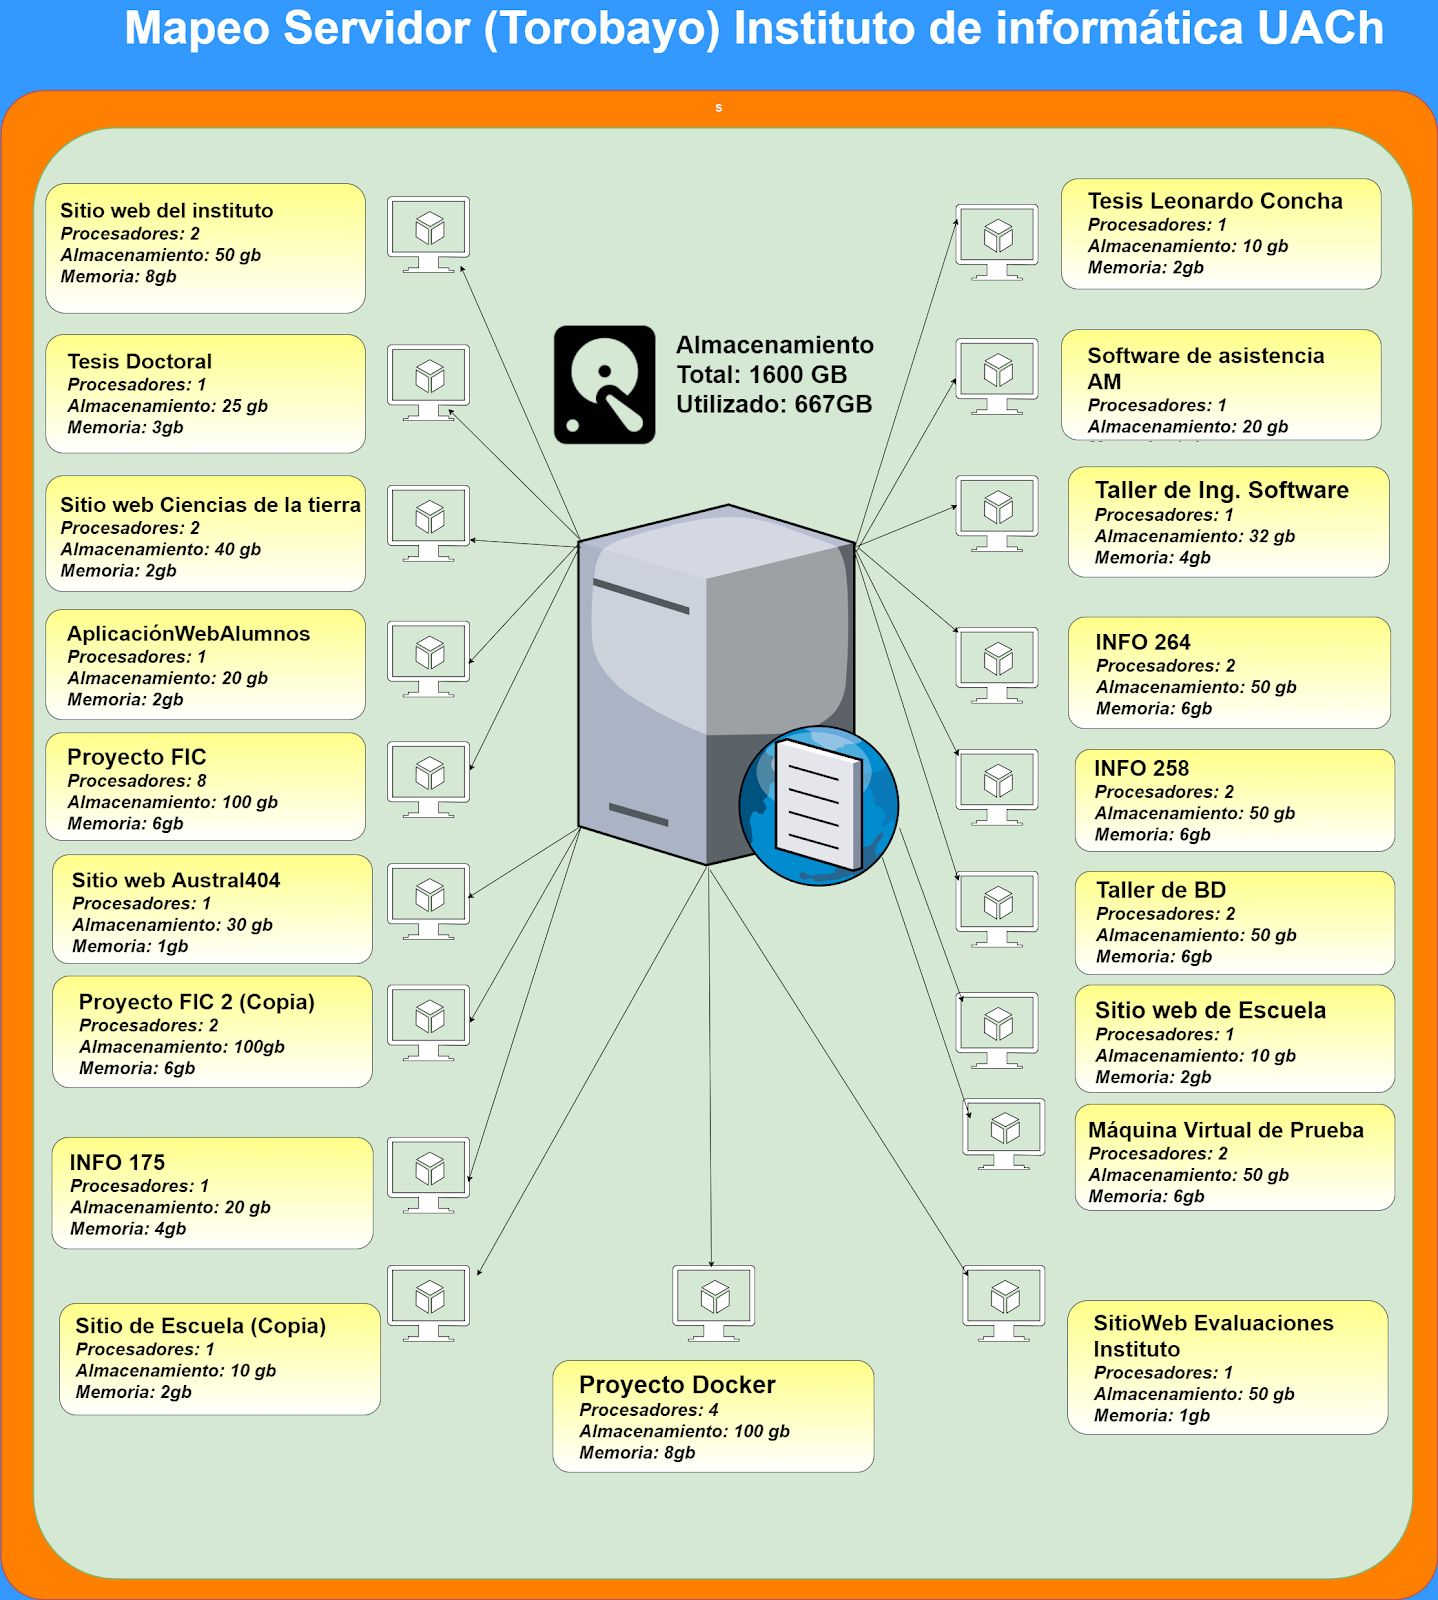 Mapeo Servidor (Torobayo) Instituto de informática UACh
s
Sitio web del instituto
Procesadores: 2
Almacenamiento: 50 gb
Memoria: 8gb
Tesis Doctoral
Procesadores: 1
Almacenamiento: 25 gb
Memoria: 3gb
Sitio web Ciencias de la tierra
Procesadores: 2
Almacenamiento: 40 gb
Memoria: 2gb
AplicaciónWebAlumnos
Procesadores: 1
Almacenamiento: 20 gb
Memoria: 2gb
Proyecto FIC
Procesadores: 8
Almacenamiento: 100 gb
Memoria: 6gb
Sitio web Austral404
Procesadores: 1
Almacenamiento: 30 gb
Memoria: 1gb
Proyecto FIC 2 (Copia)
Procesadores: 2
Almacenamiento: 100gb
Memoria: 6gb
INFO 175
Procesadores: 1
Almacenamiento: 20 gb
Memoria: 4gb
Sitio de Escuela (Copia)
Procesadores: 1
Almacenamiento: 10 gb
Memoria: 2gb
Almacenamiento
Total: 1600 GB
Utilizado: 667GB
Proyecto Docker
Procesadores: 4
Almacenamiento: 100 gb
Memoria: 8gb
Tesis Leonardo Concha
Procesadores: 1
Almacenamiento: 10 gb
Memoria: 2gb
Software de asistencia
AM
Procesadores: 1
Almacenamiento: 20 gb
Taller de Ing. Software
Procesadores: 1
Almacenamiento: 32 gb
Memoria: 4gb
INFO 264
Procesadores: 2
Almacenamiento: 50 gb
Memoria: 6gb
INFO 258
Procesadores: 2
Almacenamiento: 50 gb
Memoria: 6gb
Taller de BD
Procesadores: 2
Almacenamiento: 50 gb
Memoria: 6gb
Sitio web de Escuela
Procesadores: 1
Almacenamiento: 10 gb
Memoria: 2gb
Máquina Virtual de Prueba
Procesadores: 2
Almacenamiento: 50 gb
Memoria: 6gb
SitioWeb Evaluaciones
Instituto
Procesadores: 1
Almacenamiento: 50 gb
Memoria: 1gb